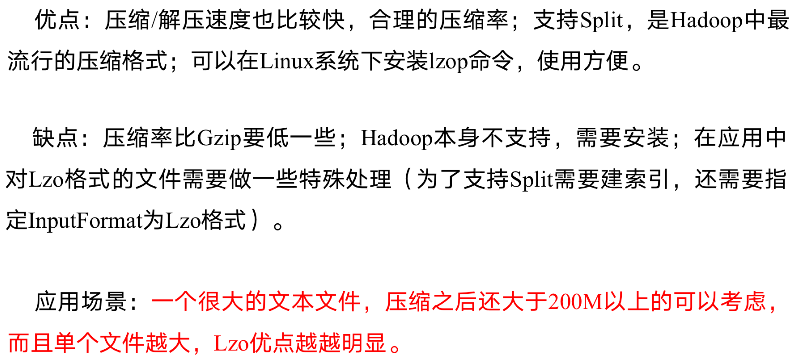 优点：压缩/解压速度也比较快，合理的压缩率；支持Split，是Hadoop中最
流行的压缩格式；可以在Linux系统下安装lzop命令，使用方便。
缺点：压缩率比Gzip要低一些；Hadoop本身不支持，需要安装；在应用中
对Lzo格式的文件需要做一些特殊处理（为了支持Split需要建索引，还需要指
定InputFormat为Lzo格式）。
应用场景：一个很大的文本文件，压缩之后还大于200M以上的可以考虑，
而且单个文件越大，Lzo优点越越明显。